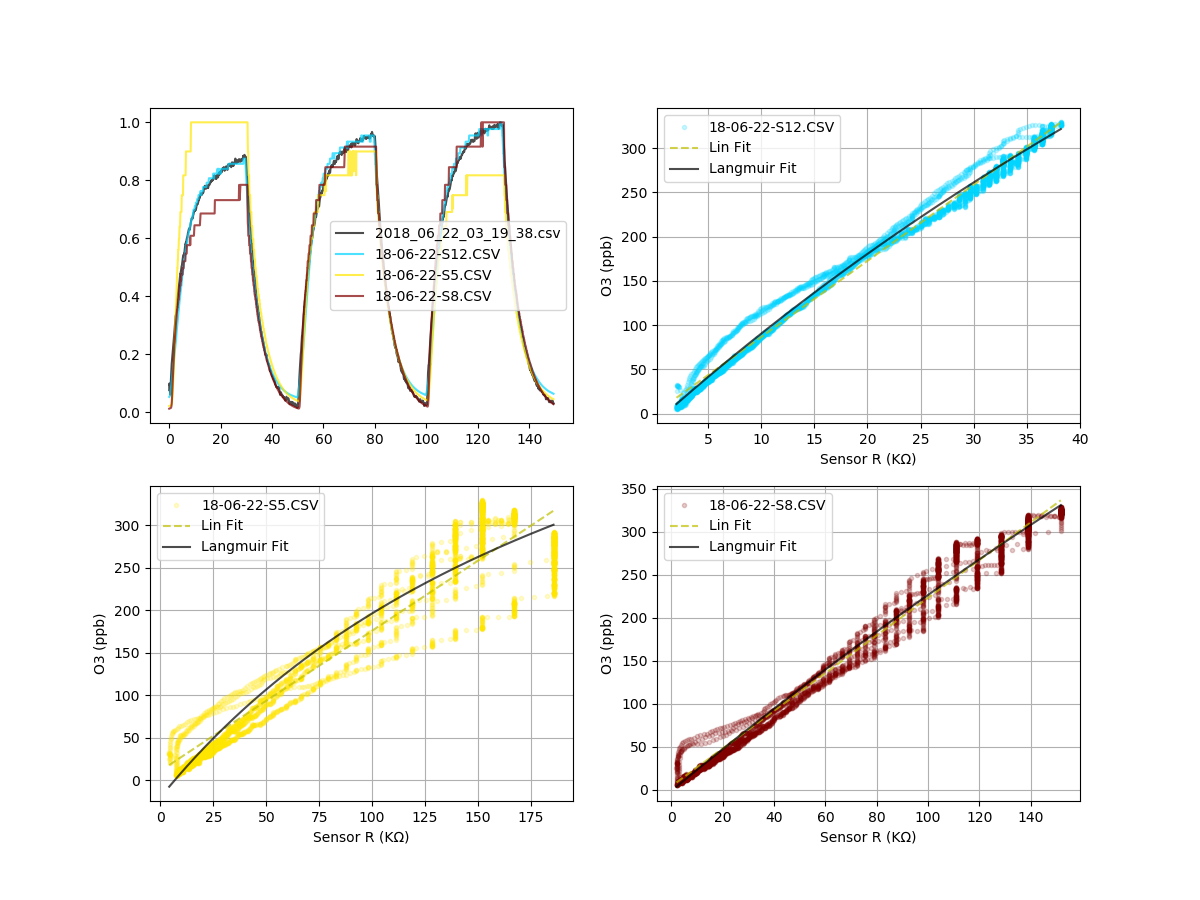 1.0
0.8
0.6
0.4
0.2
0.0
0 20 40 60 80 100 120 140
2018_06_22_03_19_38.csv
18-06-22-S12.CSV
18-06-22-S5.CSV
18-06-22-S8.CSV
O3 (ppb)
300
250
200
150
100
50
0
5 10 15 20 25 30 35 40
Sensor R (KΩ)
18-06-22-S12.CSV
Lin Fit
Langmuir Fit
O3 (ppb)
300
250
200
150
100
50
0
0 25 50 75 100 125 150 175
Sensor R (KΩ)
18-06-22-S5.CSV
Lin Fit
Langmuir Fit
O3 (ppb)
350
300
250
200
150
100
50
0
0 20 40 60 80 100 120 140
Sensor R (KΩ)
18-06-22-S8.CSV
Lin Fit
Langmuir Fit